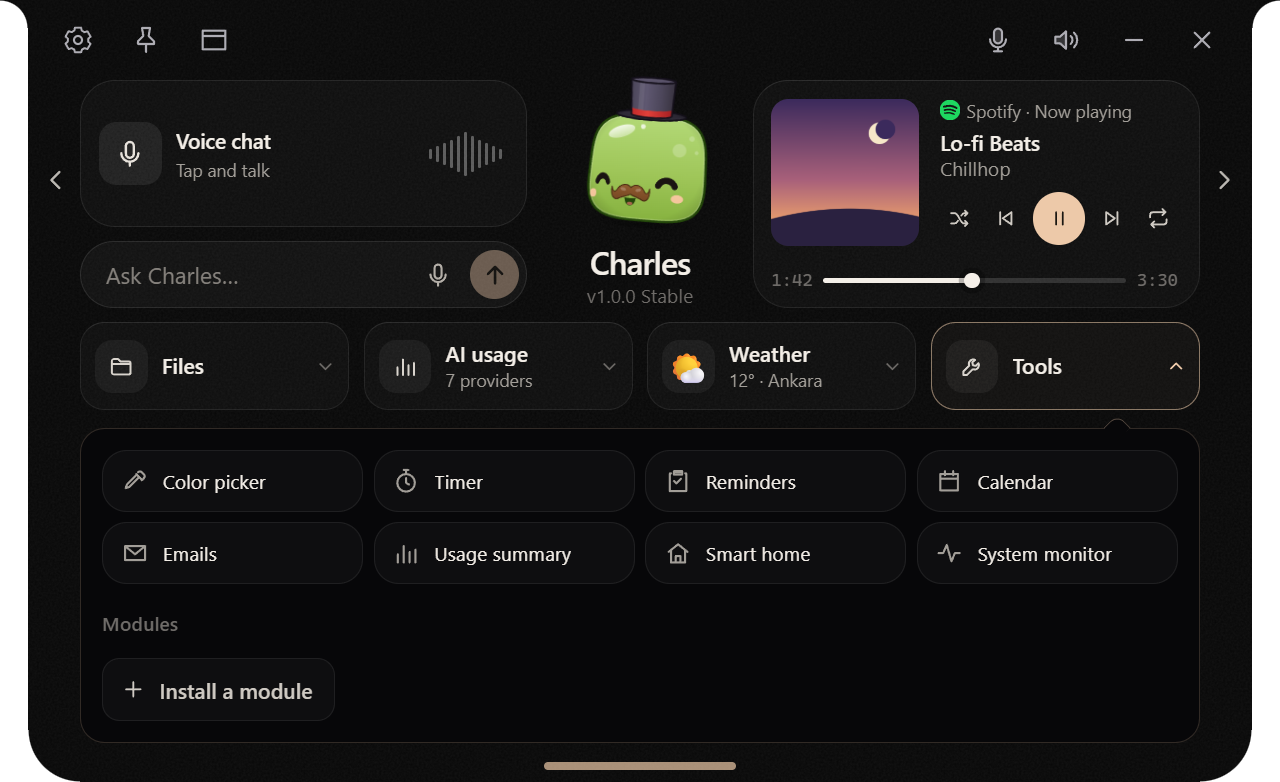 Voice chat
Tap and talk
Ask Charles...
Charles
v1.0.0 Stable
Spotify · Now playing
Lo-fi Beats
Chillhop
1:42
3:30
Files
AI usage
7 providers
Weather
12° · Ankara
Tools
Color picker
Timer
Reminders
Calendar
Emails
Usage summary
Smart home
System monitor
Modules
Install a module